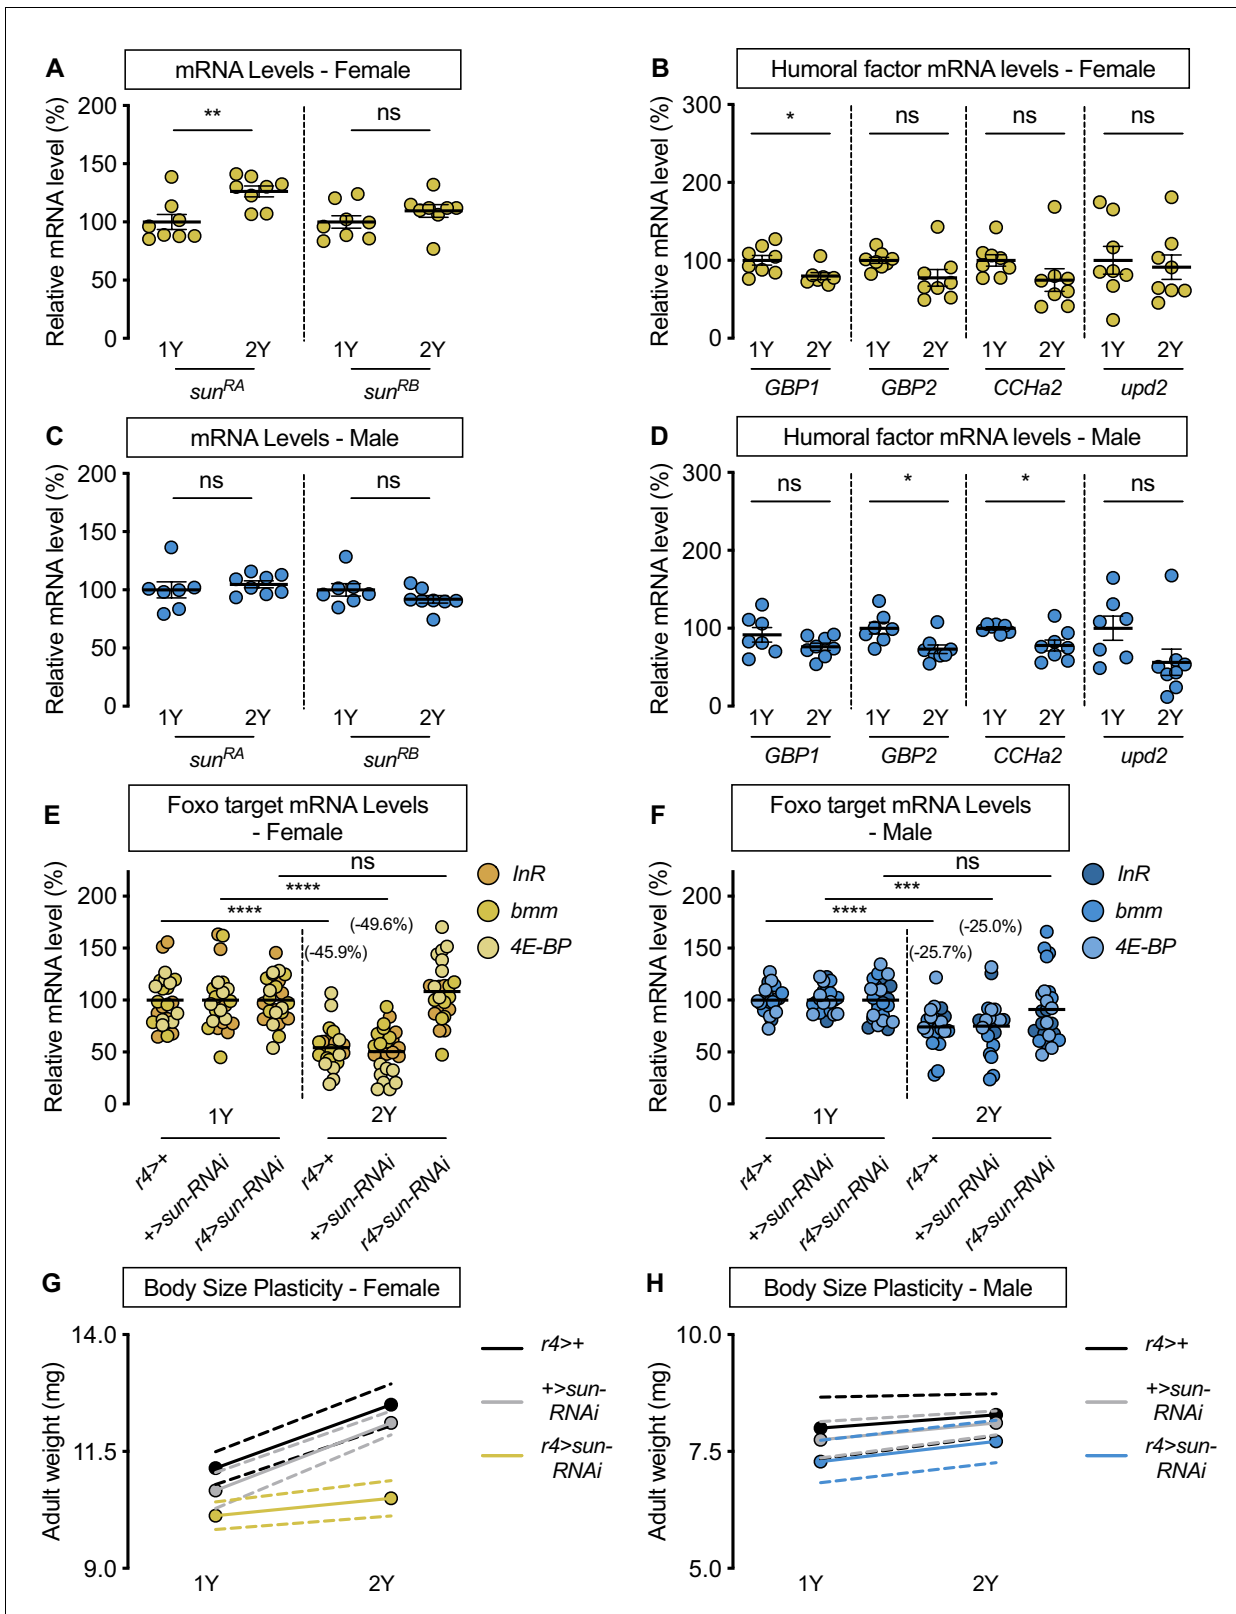 A
mRNA Levels - Female
Relative mRNA level (%)
200
150
100
50
0
**
ns
1Y 2Y 1Y 2Y
sun^RA sun^RB
B
Humoral factor mRNA levels - Female
Relative mRNA level (%)
300
200
100
0
* ns ns ns
1Y 2Y 1Y 2Y 1Y 2Y 1Y 2Y
GBP1 GBP2 CCHa2 upd2
C
mRNA Levels - Male
Relative mRNA level (%)
200
150
100
50
0
ns ns
1Y 2Y 1Y 2Y
sun^RA sun^RB
D
Humoral factor mRNA levels - Male
Relative mRNA level (%)
300
200
100
0
ns * * ns
1Y 2Y 1Y 2Y 1Y 2Y 1Y 2Y
GBP1 GBP2 CCHa2 upd2
E
Foxo target mRNA Levels
- Female
Relative mRNA level (%)
200
150
100
50
0
ns
****
****
(-49.6%)
(-45.9%)
InR
bmm
4E-BP
1Y 2Y
r4>+
+>sun-RNAi
r4>sun-RNAi
r4>+
+>sun-RNAi
r4>sun-RNAi
F
Foxo target mRNA Levels
- Male
Relative mRNA level (%)
200
150
100
50
0
ns
***
****
(-25.0%)
(-25.7%)
InR
bmm
4E-BP
1Y 2Y
r4>+
+>sun-RNAi
r4>sun-RNAi
r4>+
+>sun-RNAi
r4>sun-RNAi
G
Body Size Plasticity - Female
Adult weight (mg)
14.0
11.5
9.0
1Y 2Y
r4>+
+>sun-
RNAi
r4>sun-
RNAi
H
Body Size Plasticity - Male
Adult weight (mg)
10.0
7.5
5.0
1Y 2Y
r4>+
+>sun-
RNAi
r4>sun-
RNAi